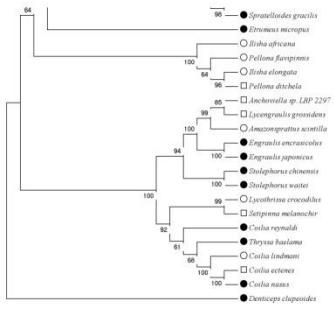 98
Spratelloides gracilis
64
Etrumeus micropus
Ilisha africana
Pellona flavipinnis
100
64
Ilisha elongata
96
Pellona ditchela
85
Anchoviella sp. LBP 2297
Lycengraulis grossidens
99
100
Amazonsprattus scintilla
94
Engraulis encrasicolus
100
Engraulis japonicus
Stolephorus chinensis
100
Stolephorus waitei
100
99
Lycothrissa crocodilus
Setipinna melanochir
92
Coilia reynaldi
61
Thryssa baelama
68
Coilia lindmani
100
Coilia ectenes
100
Coilia nasus
Denticeps clupeoides